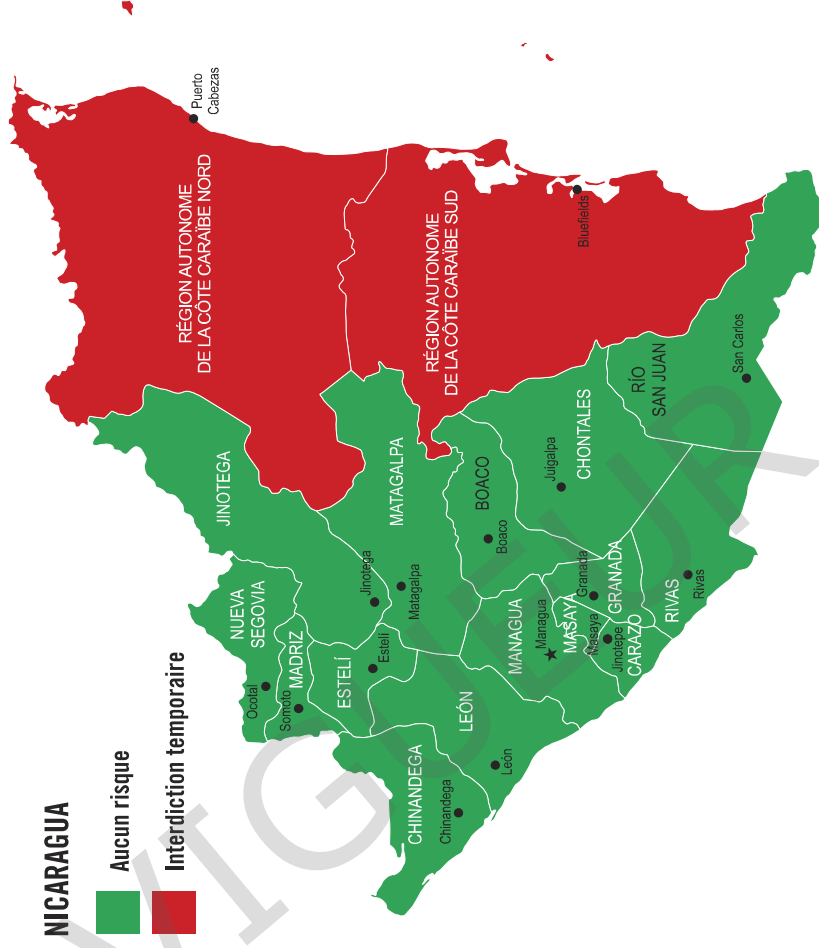 NICARAGUA
Aucun risque
Interdiction temporaire
RÉGION AUTONOME
DE LA CÔTE CARAÏBE NORD
Puerto
Cabezas
RÉGION AUTONOME
DE LA CÔTE CARAÏBE SUD
Bluefields
JINOTEGA
Jinotega
NUEVA
SEGOVIA
Ocotal
MADRIZ
Somoto
ESTELÍ
Estelí
MATAGALPA
Matagalpa
CHINANDEGA
Chinandega
LEÓN
León
BOACO
Boaco
MANAGUA
Managua
MASAYA
Masaya
CHONTALES
Juigalpa
GRANADA
Granada
CARAZO
Jinotepe
RIVAS
Rivas
RÍO
SAN JUAN
San Carlos
VIGUEUR